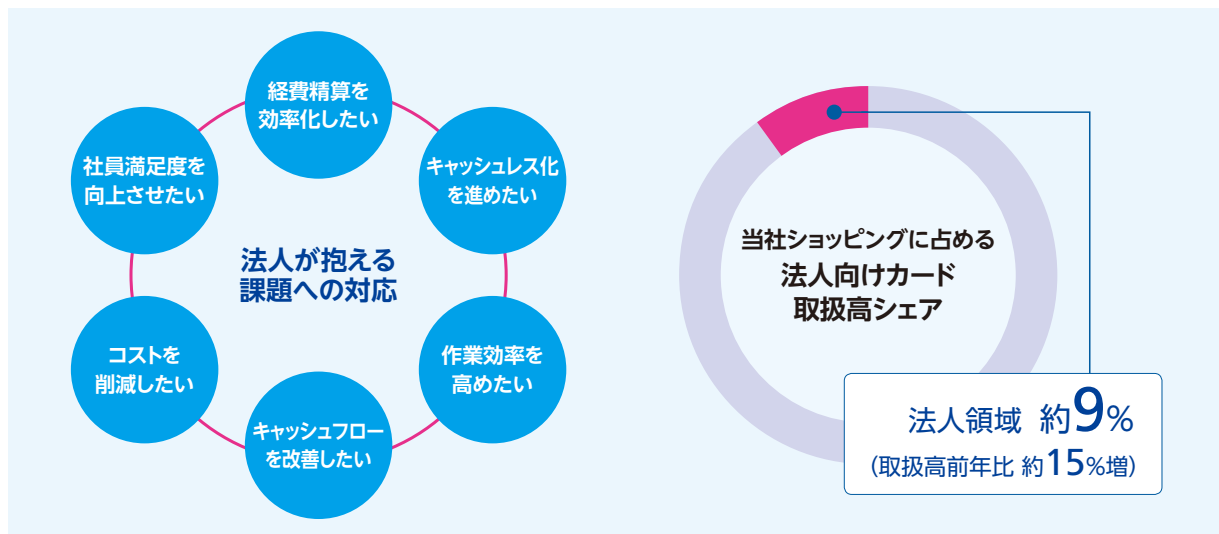 経費精算を
効率化したい
キャッシュレス化
を進めたい
作業効率を
高めたい
キャッシュフロー
を改善したい
コストを
削減したい
社員満足度を
向上させたい
法人が抱える
課題への対応
当社ショッピングに占める
法人向けカード
取扱高シェア
法人領域 約9%
（取扱高前年比 約15%増）